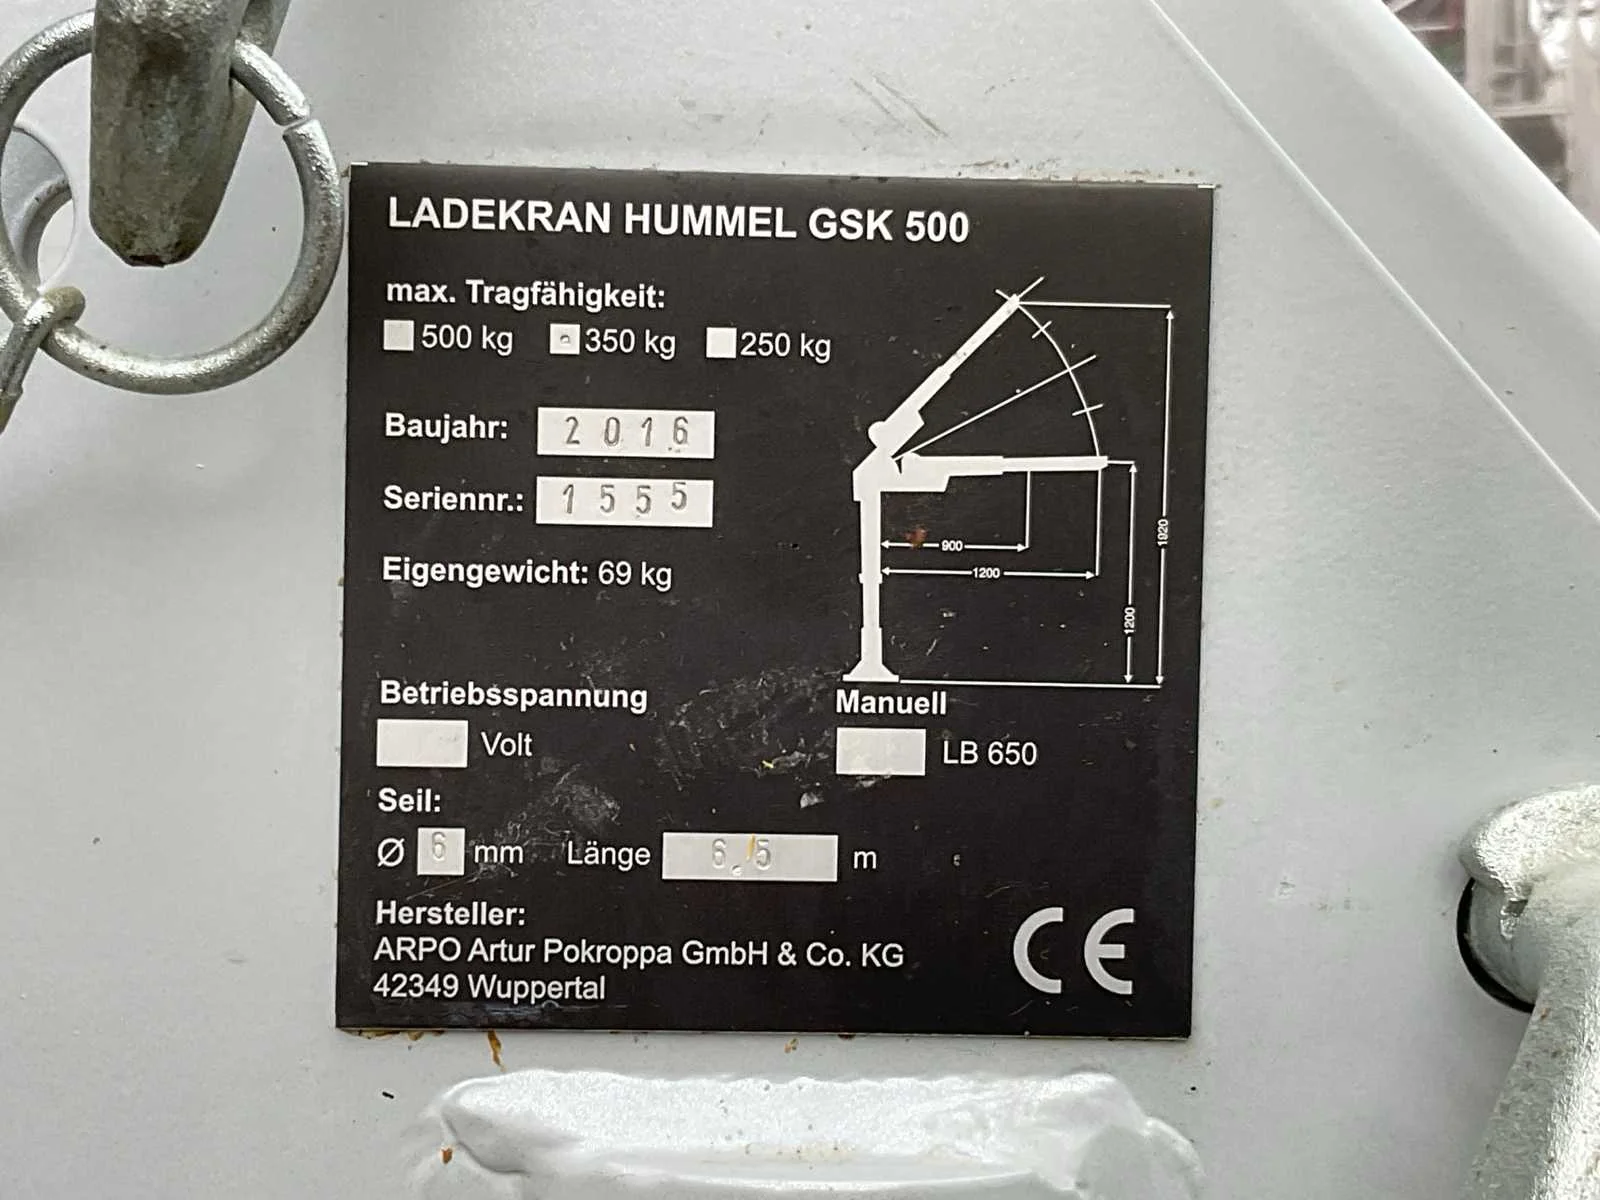 LADEKRAN HUMMEL GSK 500
max. Tragfähigkeit:
500 kg 350 kg 250 kg
Baujahr: 2016
Seriennr.: 1555
Eigengewicht: 69 kg
900
1200
1200
1920
Betriebsspannung Manuell
Volt LB 650
Seil:
Ø 6 mm Länge 6,5 m
Hersteller:
ARPO Artur Pokroppa GmbH & Co. KG
42349 Wuppertal
CE